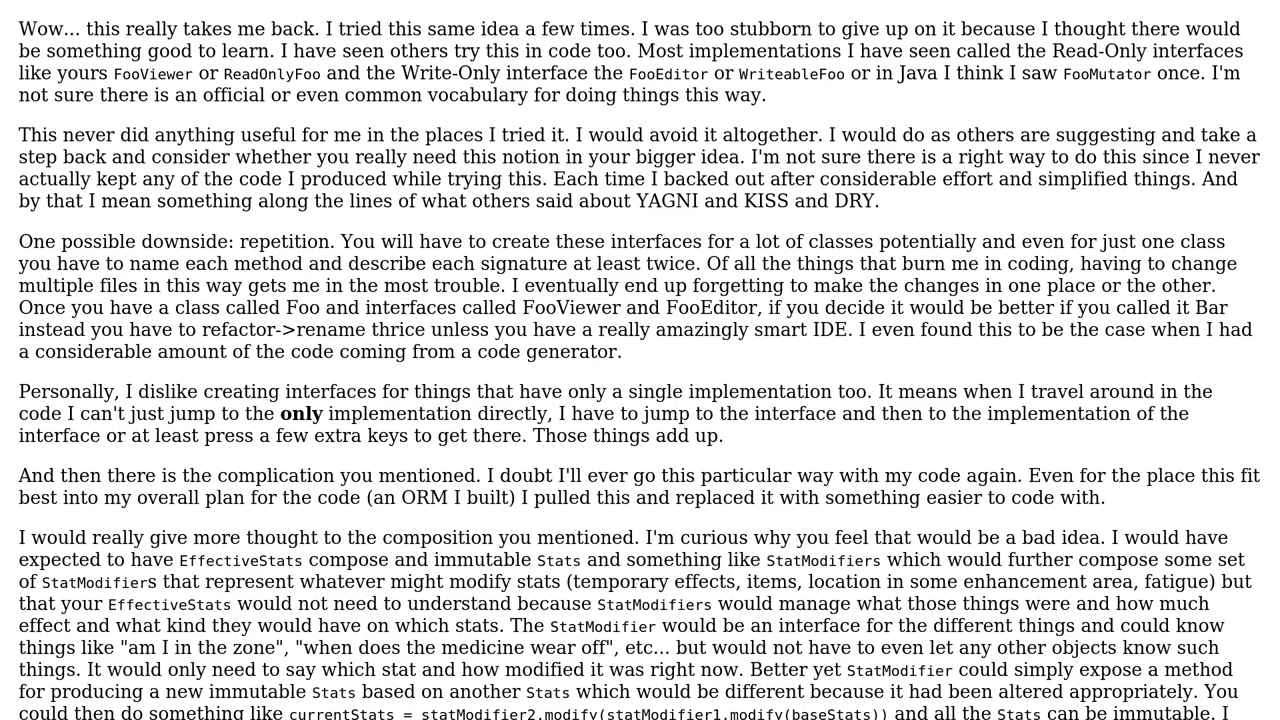 Wow... this really takes me back. I tried this same idea a few times. I was too stubborn to give up on it because I thought there would
be something good to learn. I have seen others try this in code too. Most implementations I have seen called the Read-Only interfaces
like yours FooViewer or ReadOnlyFoo and the Write-Only interface the FooEditor or WriteableFoo or in Java I think I saw FooMutator once. I'm
not sure there is an official or even common vocabulary for doing things this way.
This never did anything useful for me in the places I tried it. I would avoid it altogether. I would do as others are suggesting and take a
step back and consider whether you really need this notion in your bigger idea. I'm not sure there is a right way to do this since I never
actually kept any of the code I produced while trying this. Each time I backed out after considerable effort and simplified things. And
by that I mean something along the lines of what others said about YAGNI and KISS and DRY.
One possible downside: repetition. You will have to create these interfaces for a lot of classes potentially and even for just one class
you have to name each method and describe each signature at least twice. Of all the things that burn me in coding, having to change
multiple files in this way gets me in the most trouble. I eventually end up forgetting to make the changes in one place or the other.
Once you have a class called Foo and interfaces called FooViewer and FooEditor, if you decide it would be better if you called it Bar
instead you have to refactor->rename thrice unless you have a really amazingly smart IDE. I even found this to be the case when I had
a considerable amount of the code coming from a code generator.
Personally, I dislike creating interfaces for things that have only a single implementation too. It means when I travel around in the
code I can't just jump to the only implementation directly, I have to jump to the interface and then to the implementation of the
interface or at least press a few extra keys to get there. Those things add up.
And then there is the complication you mentioned. I doubt I'll ever go this particular way with my code again. Even for the place this fit
best into my overall plan for the code (an ORM I built) I pulled this and replaced it with something easier to code with.
I would really give more thought to the composition you mentioned. I'm curious why you feel that would be a bad idea. I would have
expected to have EffectiveStats compose and immutable Stats and something like StatModifiers which would further compose some set
of StatModifiers that represent whatever might modify stats (temporary effects, items, location in some enhancement area, fatigue) but
that your EffectiveStats would not need to understand because StatModifiers would manage what those things were and how much
effect and what kind they would have on which stats. The StatModifier would be an interface for the different things and could know
things like "am I in the zone", "when does the medicine wear off", etc... but would not have to even let any other objects know such
things. It would only need to say which stat and how modified it was right now. Better yet StatModifier could simply expose a method
for producing a new immutable Stats based on another Stats which would be different because it had been altered appropriately. You
could then do something like currentStats = statModifier2.modify(statModifier1.modify(baseStats)) and all the Stats can be immutable. I